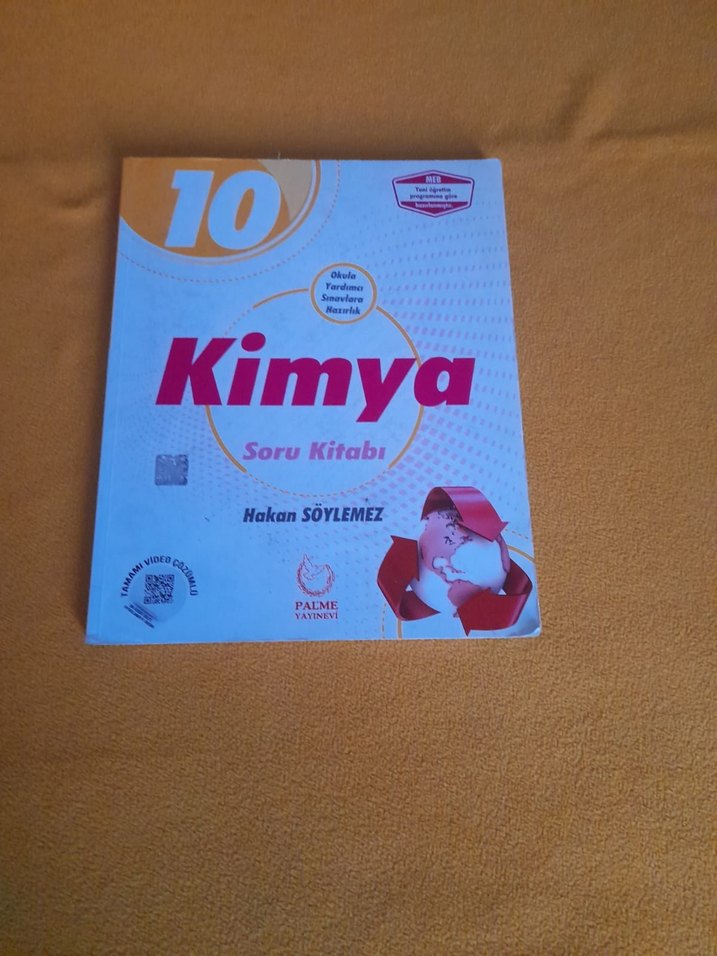 10
MEB
Yeni öğretim
programına göre
hazırlanmıştır.
Okula
Yardımcı
Sınavlara
Hazırlık
Kimya
Soru Kitabı
Hakan SÖYLEMEZ
TAMAMI VİDEO ÇÖZÜMLÜ
PALME
YAYINEVİ